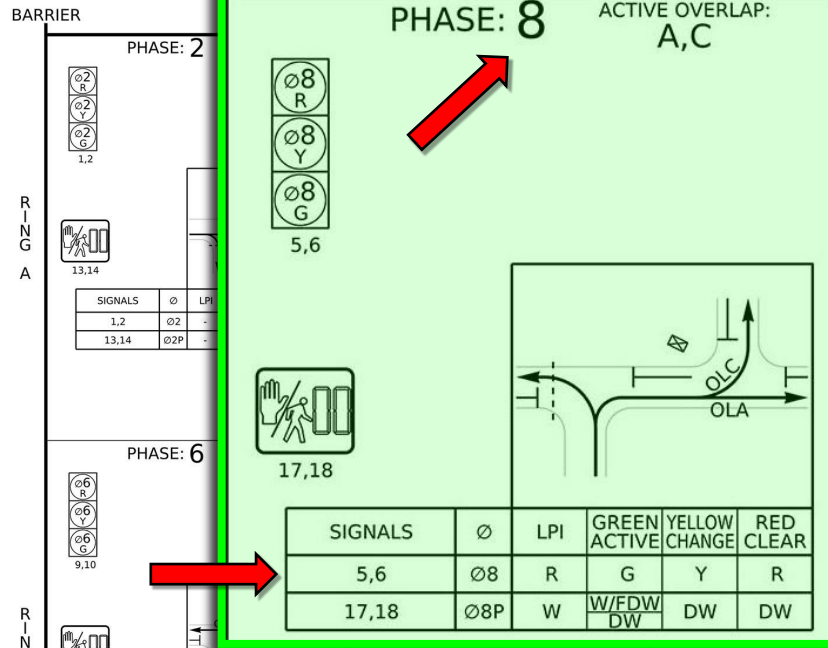 BARRIER
PHASE: 2
Ø2
R
Ø2
Y
Ø2
G
1,2
RING A
13,14
SIGNALS Ø LPI
1,2 Ø2 -
13,14 Ø2P -
PHASE: 6
Ø6
R
Ø6
Y
Ø6
G
9,10
RIN
PHASE: 8
ACTIVE OVERLAP:
A,C
Ø8
R
Ø8
Y
Ø8
G
5,6
17,18
OLC
OLA
SIGNALS Ø LPI GREEN ACTIVE YELLOW CHANGE RED CLEAR
5,6 Ø8 R G Y R
17,18 Ø8P W W/FDW DW DW DW